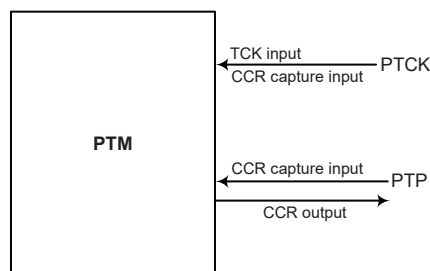 TCK input
PTCK
CCR capture input
PTM
CCR capture input
PTP
CCR output